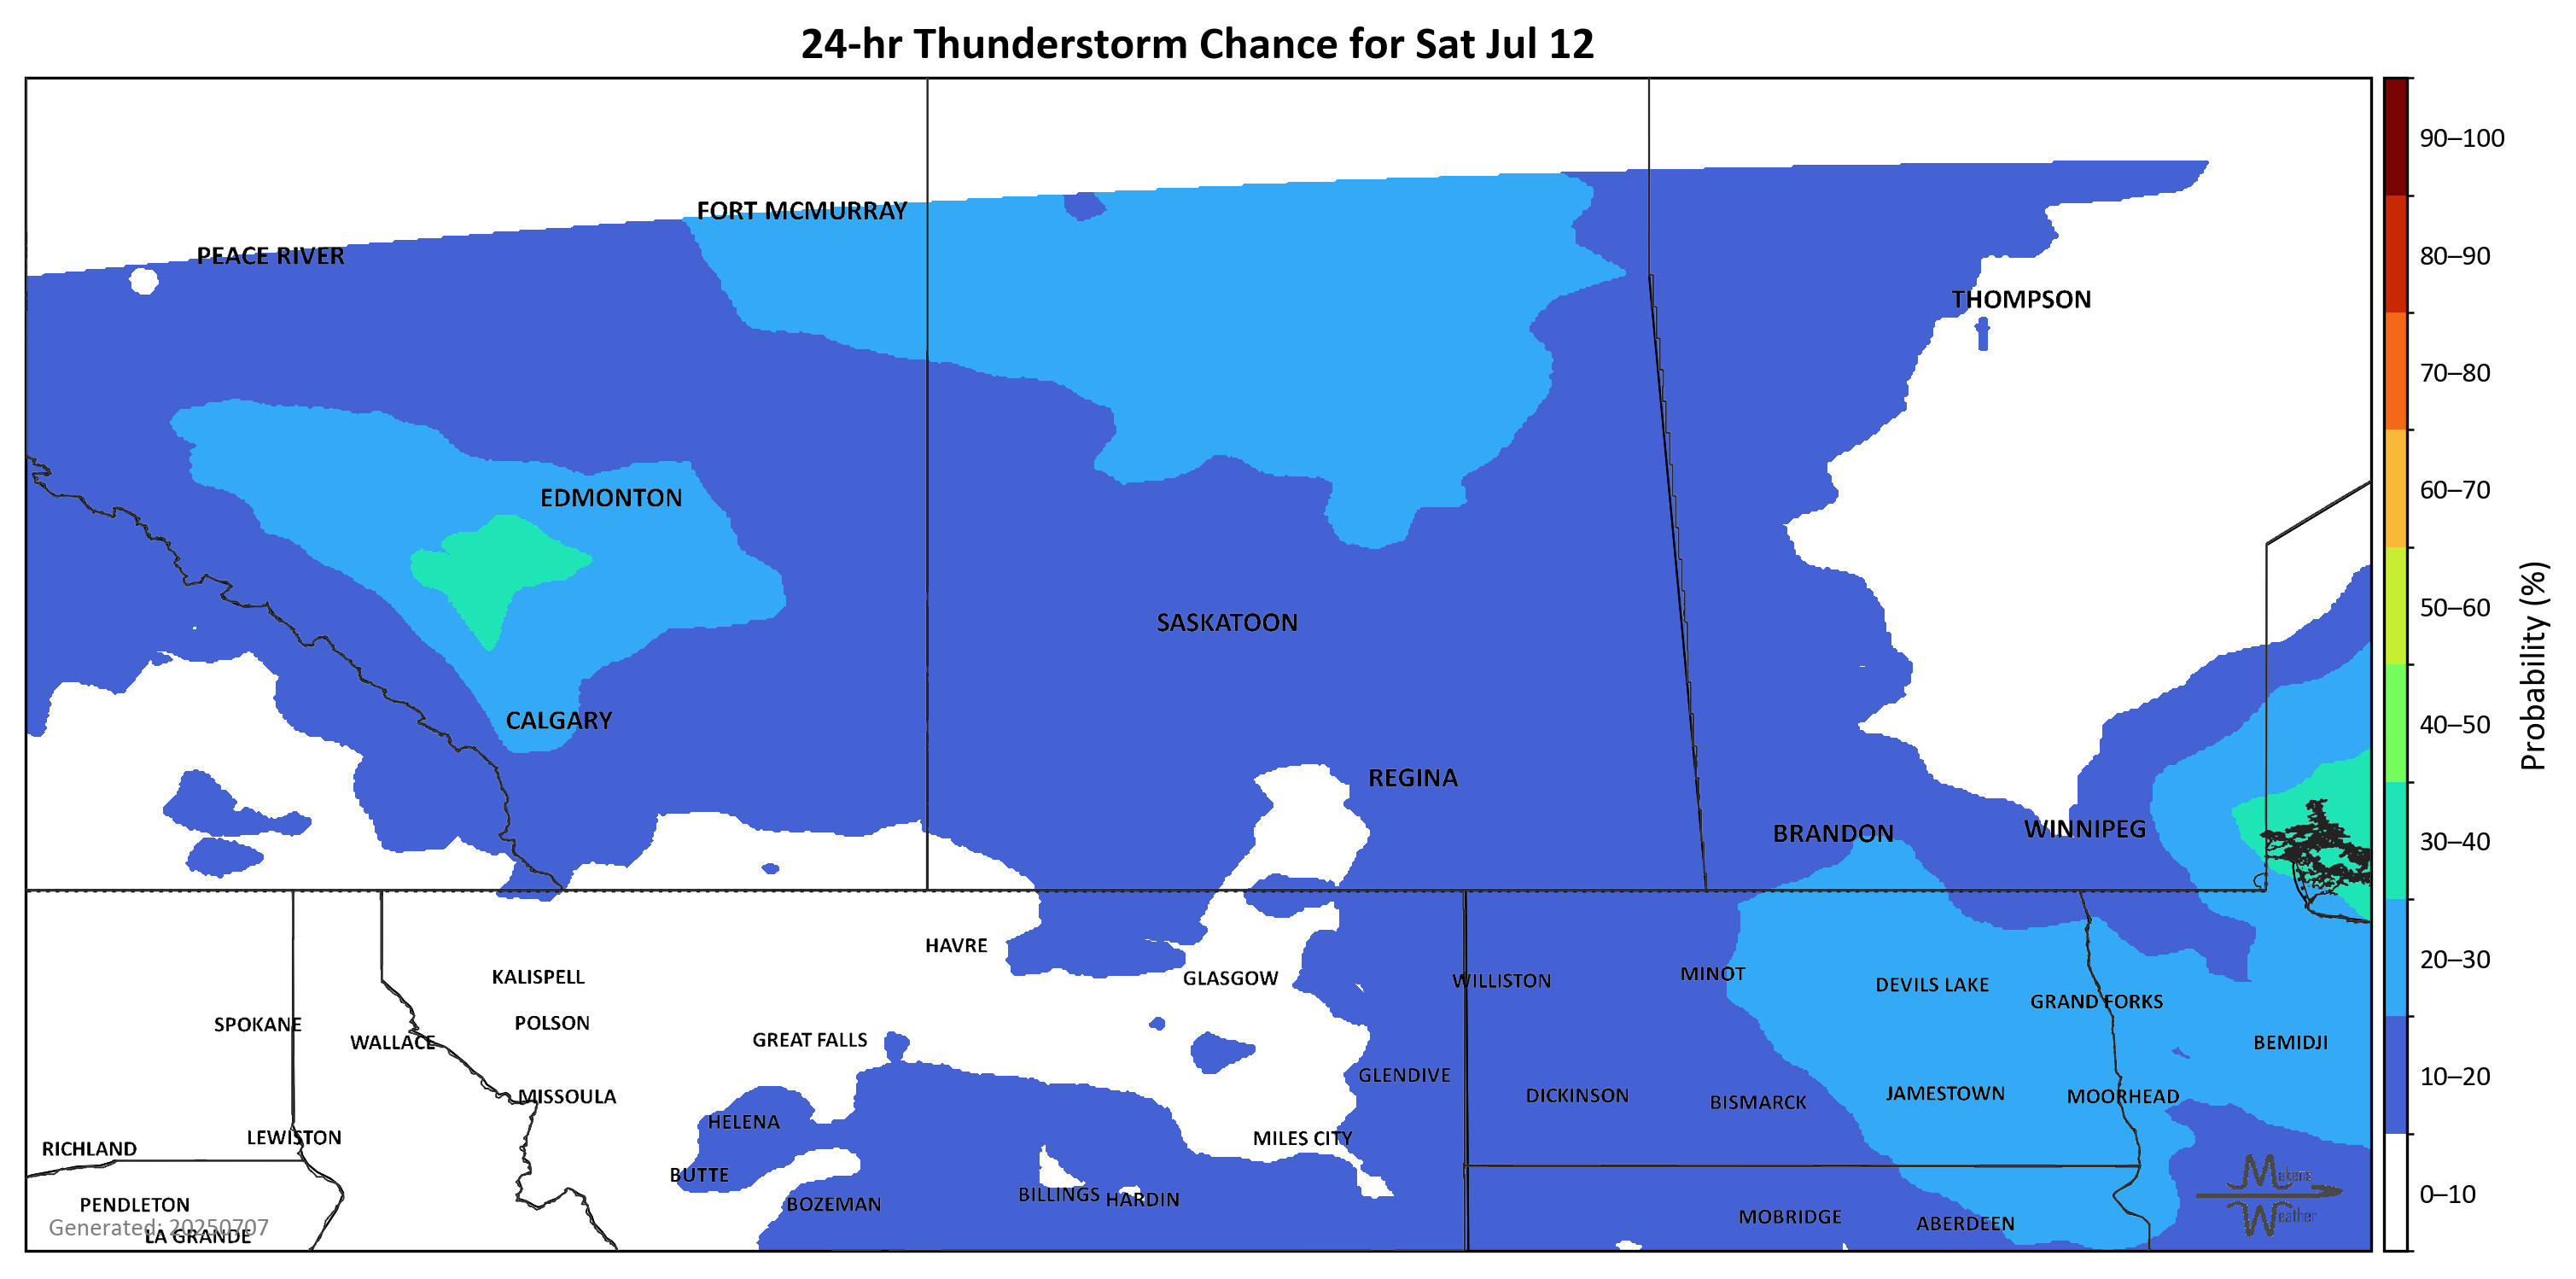 24-hr Thunderstorm Chance for Sat Jul 12
90–100
FORT MCMURRAY
PEACE RIVER
80–90
THOMPSON
70–80
60–70
EDMONTON
50–60
SASKATOON
Probability (%)
CALGARY
40–50
REGINA
BRANDON
WINNIPEG
30–40
HAVRE
20–30
KALISPELL
GLASGOW
WILLISTON
MINOT
DEVILS LAKE
GRAND FORKS
SPOKANE
POLSON
WALLACE
GREAT FALLS
BEMIDJI
GLENDIVE
10–20
MISSOULA
DICKINSON
BISMARCK
JAMESTOWN
MOORHEAD
HELENA
LEWISTON
MILES CITY
RICHLAND
BUTTE
Makens
Weather
0–10
PENDLETON
BOZEMAN
BILLINGS
HARDIN
MOBRIDGE
ABERDEEN
Generated: 20250707
LA GRANDE